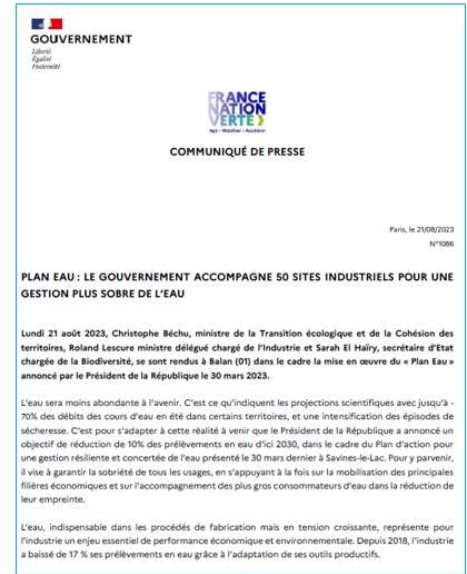 GOUVERNEMENT
Liberté
Égalité
Fraternité
FRANCE
NATION
VERTE
Agir • Mobiliser • Accélérer
COMMUNIQUÉ DE PRESSE
Paris, le 21/08/2023
N°1086
PLAN EAU : LE GOUVERNEMENT ACCOMPAGNE 50 SITES INDUSTRIELS POUR UNE
GESTION PLUS SOBRE DE L'EAU
Lundi 21 août 2023, Christophe Béchu, ministre de la Transition écologique et de la Cohésion des
territoires, Roland Lescure ministre délégué chargé de l'Industrie et Sarah El Haïry, secrétaire d'Etat
chargée de la Biodiversité, se sont rendus à Balan (01) dans le cadre la mise en œuvre du « Plan Eau »
annoncé par le Président de la République le 30 mars 2023.
L'eau sera moins abondante à l'avenir. C'est ce qu'indiquent les projections scientifiques avec jusqu'à -
70% des débits des cours d'eau en été dans certains territoires, et une intensification des épisodes de
sécheresse. C'est pour s'adapter à cette réalité à venir que le Président de la République a annoncé un
objectif de réduction de 10% des prélèvements en eau d'ici 2030, dans le cadre du Plan d'action pour
une gestion résiliente et concertée de l'eau présenté le 30 mars dernier à Savines-le-Lac. Pour y parvenir,
il vise à garantir la sobriété de tous les usages, en s'appuyant à la fois sur la mobilisation des principales
filières économiques et sur l'accompagnement des plus gros consommateurs d'eau dans la réduction de
leur empreinte.
L'eau, indispensable dans les procédés de fabrication mais en tension croissante, représente pour
l'industrie un enjeu essentiel de performance économique et environnementale. Depuis 2018, l'industrie
a baissé de 17 % ses prélèvements en eau grâce à l'adaptation de ses outils productifs.